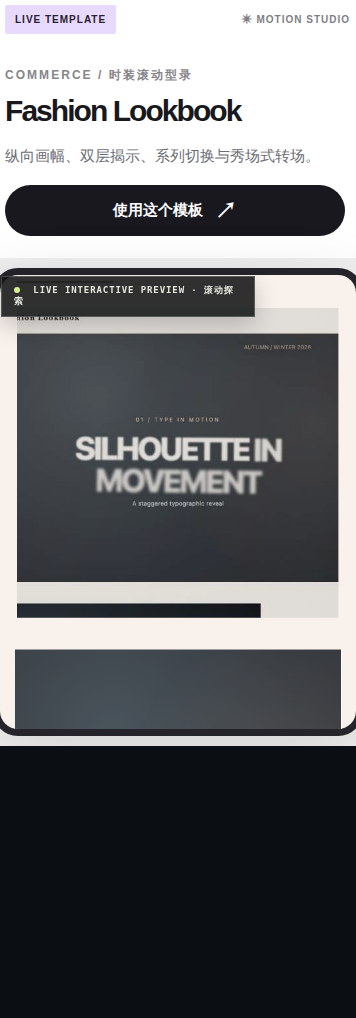 LIVE TEMPLATE
✴ MOTION STUDIO
COMMERCE / 时装滚动型录
Fashion Lookbook
纵向画幅、双层揭示、系列切换与秀场式转场。
使用这个模板 ↗
LIVE INTERACTIVE PREVIEW · 滚动探
索
hion Lookbook
AUTUMN / WINTER 2026
01 / TYPE IN MOTION
SILHOUETTE IN
MOVEMENT
A staggered typographic reveal